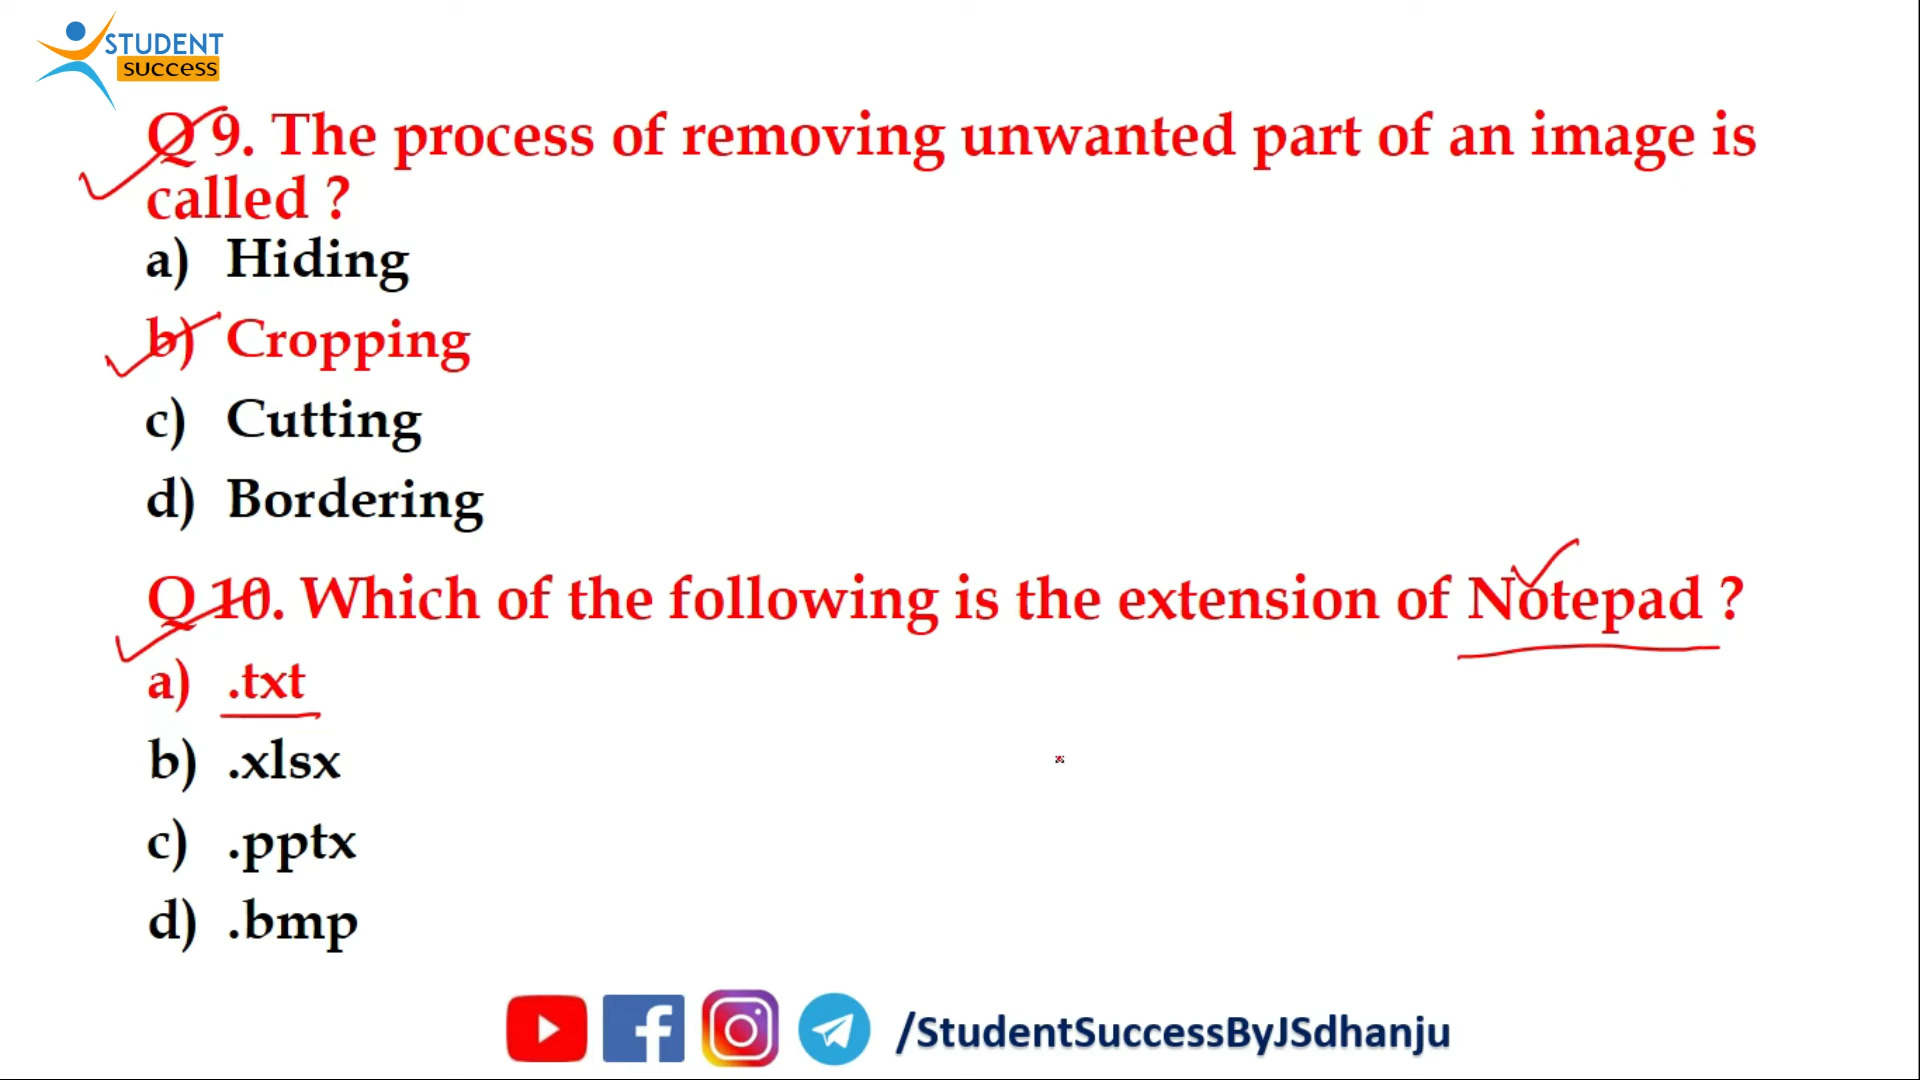 STUDENT
success
Q 9. The process of removing unwanted part of an image is
called ?
a) Hiding
b) Cropping
c) Cutting
d) Bordering
Q 10. Which of the following is the extension of Notepad ?
a) .txt
b) .xlsx
c) .pptx
d) .bmp
/StudentSuccessByJSdhanju